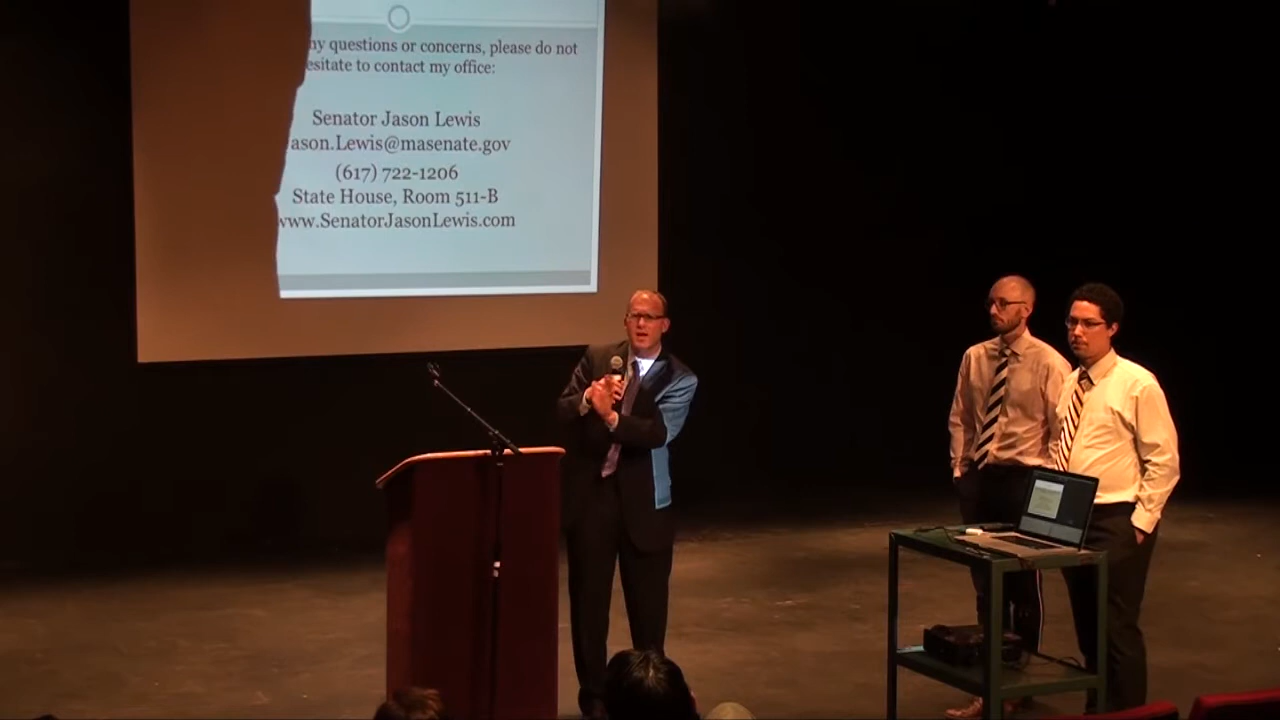 ny questions or concerns, please do not
esitate to contact my office:
Senator Jason Lewis
ason.Lewis@masenate.gov
(617) 722-1206
State House, Room 511-B
www.SenatorJasonLewis.com